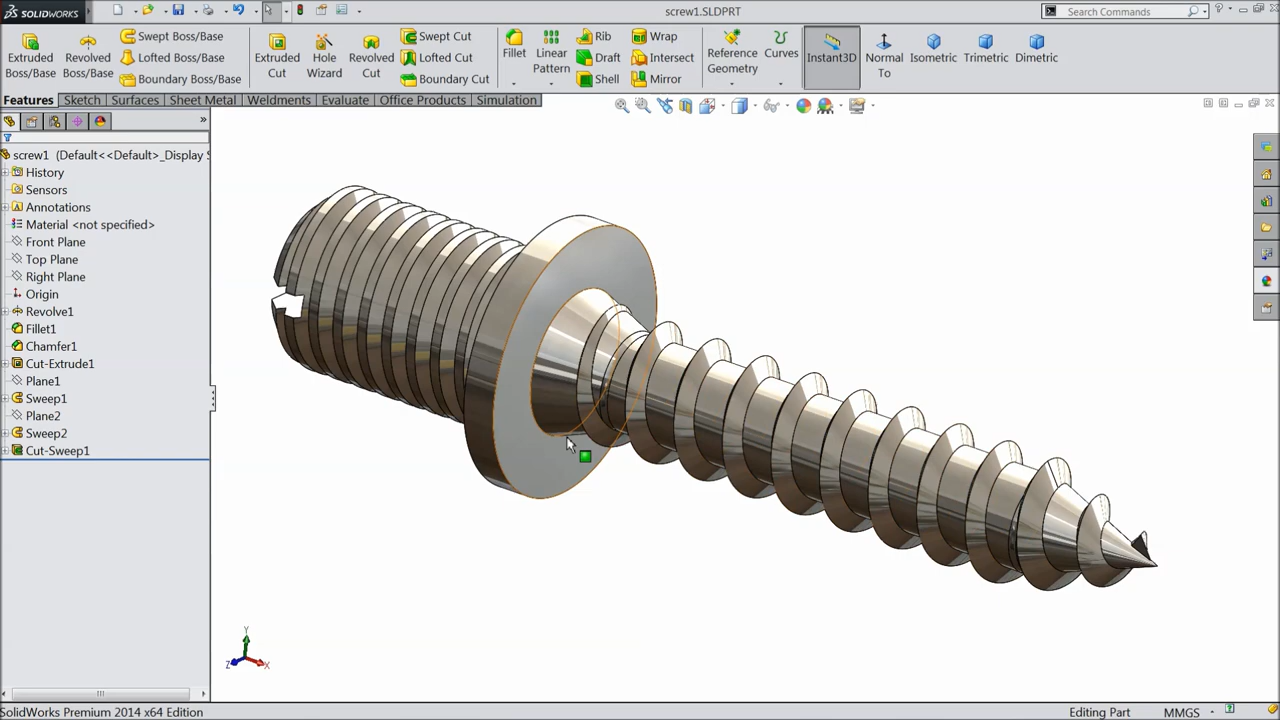 SOLIDWORKS
screw1.SLDPRT
Search Commands
Extruded Boss/Base
Revolved Boss/Base
Swept Boss/Base
Lofted Boss/Base
Boundary Boss/Base
Extruded Cut
Hole Wizard
Revolved Cut
Swept Cut
Lofted Cut
Boundary Cut
Fillet
Linear Pattern
Rib
Draft
Shell
Wrap
Intersect
Mirror
Reference Geometry
Curves
Instant3D
Normal To
Isometric
Trimetric
Dimetric
Features
Sketch
Surfaces
Sheet Metal
Weldments
Evaluate
Office Products
Simulation
screw1 (Default<<Default>_Display S
History
Sensors
Annotations
Material <not specified>
Front Plane
Top Plane
Right Plane
Origin
Revolve1
Fillet1
Chamfer1
Cut-Extrude1
Plane1
Sweep1
Plane2
Sweep2
Cut-Sweep1
Y
Z
X
SolidWorks Premium 2014 x64 Edition
Editing Part
MMGS